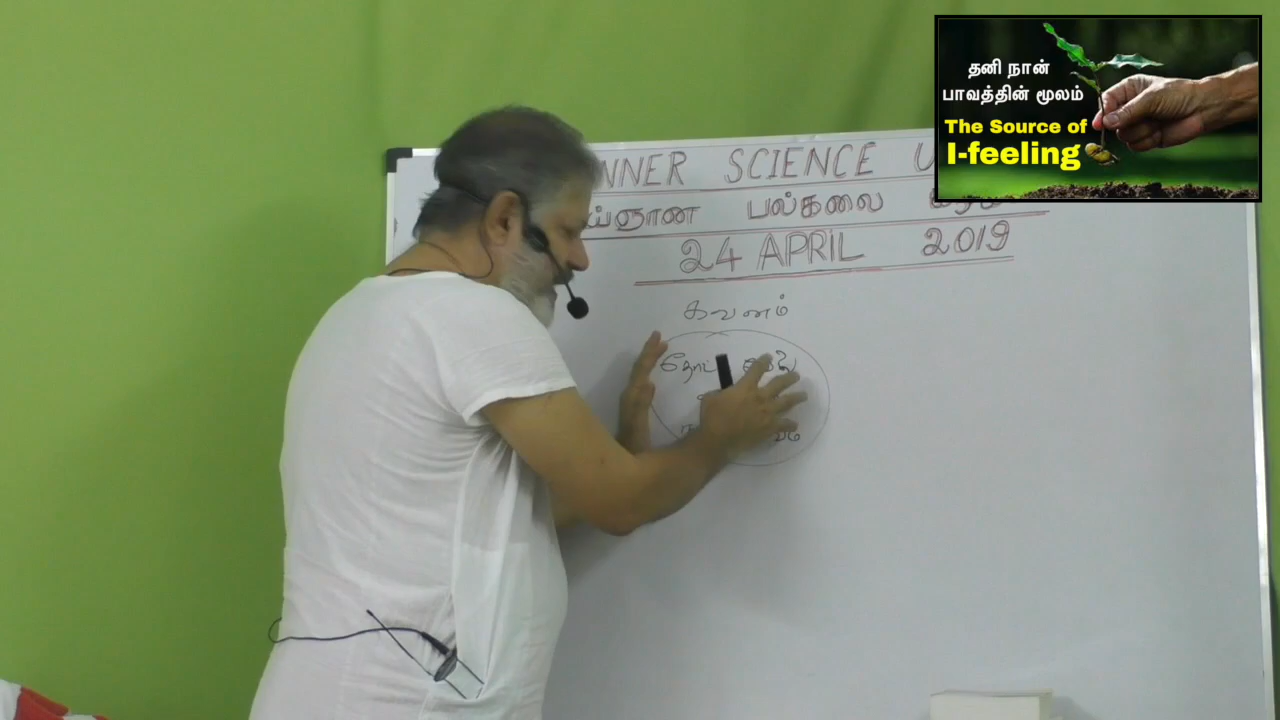 தனி நான்
பாவத்தின் மூலம்
The Source of
I-feeling
NNER SCIENCE U
ய்ஞான பல்கலை
24 APRIL 2019
கவனம்
தோட்